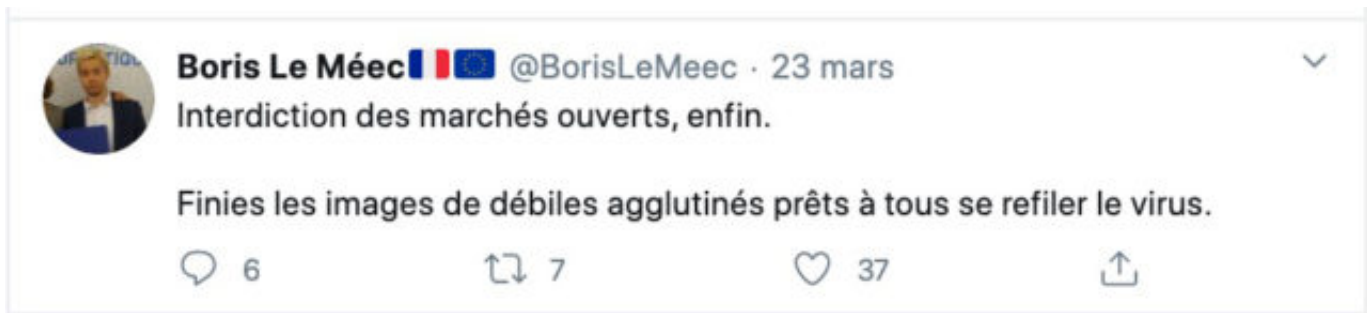 Boris Le Méec🇫🇷🇪🇺 @BorisLeMeec · 23 mars
Interdiction des marchés ouverts, enfin.
Finies les images de débiles agglutinés prêts à tous se refiler le virus.
6 7 37